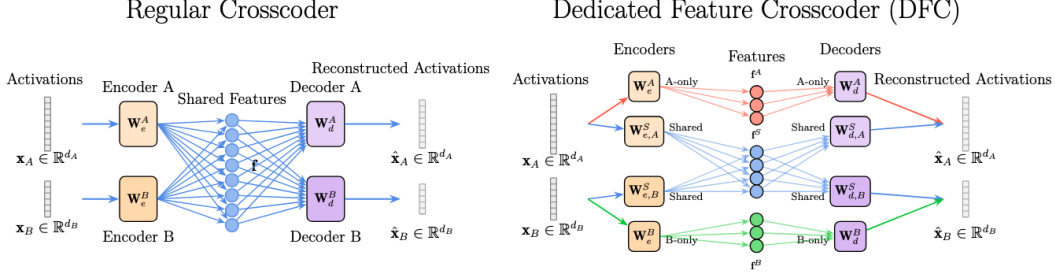 Regular Crosscoder
Activations
Encoder A
Shared Features
Reconstructed Activations
Decoder A
W_e^A
W_d^A
x_A ∈ ℝ^{d_A}
f
x̂_A ∈ ℝ^{d_A}
W_e^B
W_d^B
x_B ∈ ℝ^{d_B}
Encoder B
Decoder B
x̂_B ∈ ℝ^{d_B}
Dedicated Feature Crosscoder (DFC)
Encoders
Features
Decoders
Activations
Reconstructed Activations
f^A
W_e^A
A-only
A-only
W_d^A
W_{e,A}^S
Shared
f^S
Shared
W_{d,A}^S
x_A ∈ ℝ^{d_A}
x̂_A ∈ ℝ^{d_A}
W_{e,B}^S
Shared
Shared
W_{d,B}^S
W_e^B
B-only
B-only
W_d^B
x_B ∈ ℝ^{d_B}
x̂_B ∈ ℝ^{d_B}
f^B